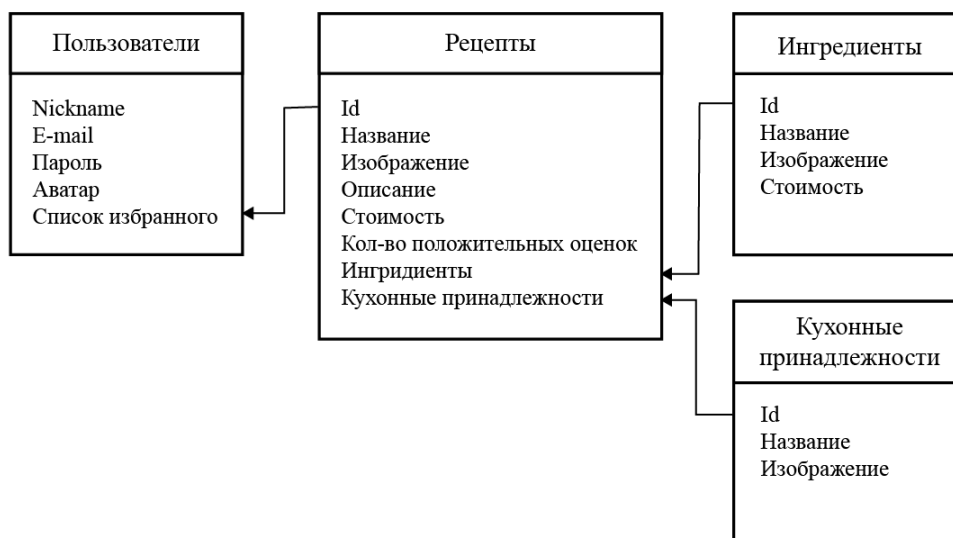 Пользователи
Nickname
E-mail
Пароль
Аватар
Список избранного
Рецепты
Id
Название
Изображение
Описание
Стоимость
Кол-во положительных оценок
Ингридиенты
Кухонные принадлежности
Ингредиенты
Id
Название
Изображение
Стоимость
Кухонные
принадлежности
Id
Название
Изображение